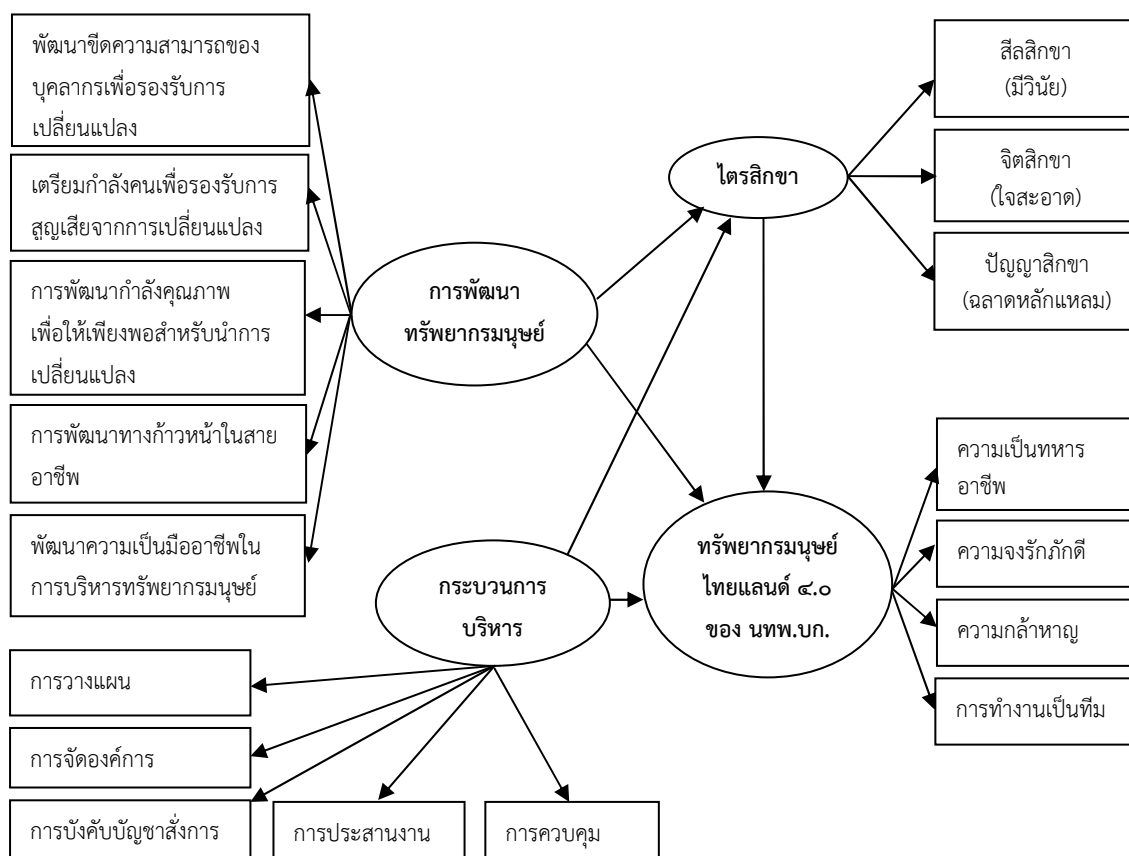 พัฒนาขีดความสามารถของ
บุคลากรเพื่อรองรับการ
เปลี่ยนแปลง
เตรียมกำลังคนเพื่อรองรับการ
สูญเสียจากการเปลี่ยนแปลง
การพัฒนากำลังคุณภาพ
เพื่อให้เพียงพอสำหรับนำการ
เปลี่ยนแปลง
การพัฒนาทางก้าวหน้าในสาย
อาชีพ
พัฒนาความเป็นมืออาชีพใน
การบริหารทรัพยากรมนุษย์
การพัฒนา
ทรัพยากรมนุษย์
ไตรสิกขา
สีลสิกขา
(มีวินัย)
จิตสิกขา
(ใจสะอาด)
ปัญญาสิกขา
(ฉลาดหลักแหลม)
กระบวนการ
บริหาร
ทรัพยากรมนุษย์
ไทยแลนด์ ๔.๐
ของ นทพ.บก.
ความเป็นทหาร
อาชีพ
ความจงรักภักดี
ความกล้าหาญ
การทำงานเป็นทีม
การวางแผน
การจัดองค์การ
การบังคับบัญชาสั่งการ
การประสานงาน
การควบคุม